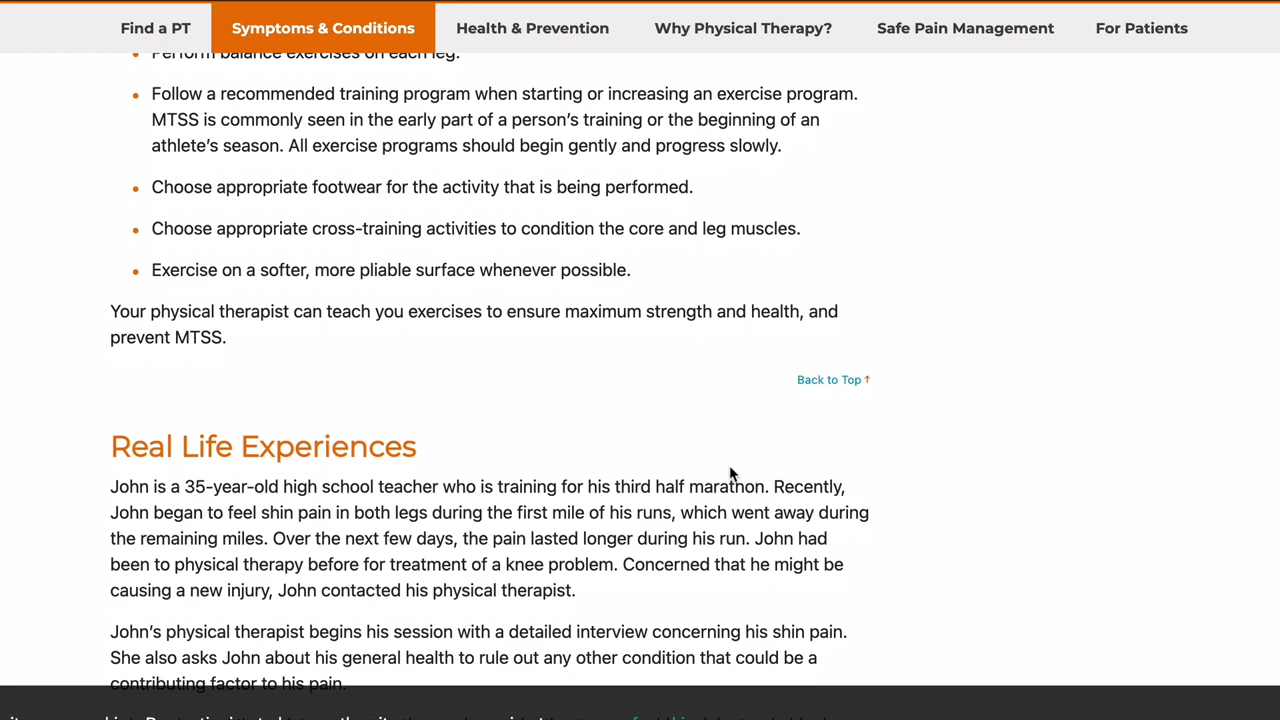 Find a PT
Symptoms & Conditions
Health & Prevention
Why Physical Therapy?
Safe Pain Management
For Patients
Perform balance exercises on each leg.
Follow a recommended training program when starting or increasing an exercise program.
MTSS is commonly seen in the early part of a person’s training or the beginning of an
athlete’s season. All exercise programs should begin gently and progress slowly.
Choose appropriate footwear for the activity that is being performed.
Choose appropriate cross-training activities to condition the core and leg muscles.
Exercise on a softer, more pliable surface whenever possible.
Your physical therapist can teach you exercises to ensure maximum strength and health, and
prevent MTSS.
Back to Top ↑
Real Life Experiences
John is a 35-year-old high school teacher who is training for his third half marathon. Recently,
John began to feel shin pain in both legs during the first mile of his runs, which went away during
the remaining miles. Over the next few days, the pain lasted longer during his run. John had
been to physical therapy before for treatment of a knee problem. Concerned that he might be
causing a new injury, John contacted his physical therapist.
John’s physical therapist begins his session with a detailed interview concerning his shin pain.
She also asks John about his general health to rule out any other condition that could be a
contributing factor to his pain.